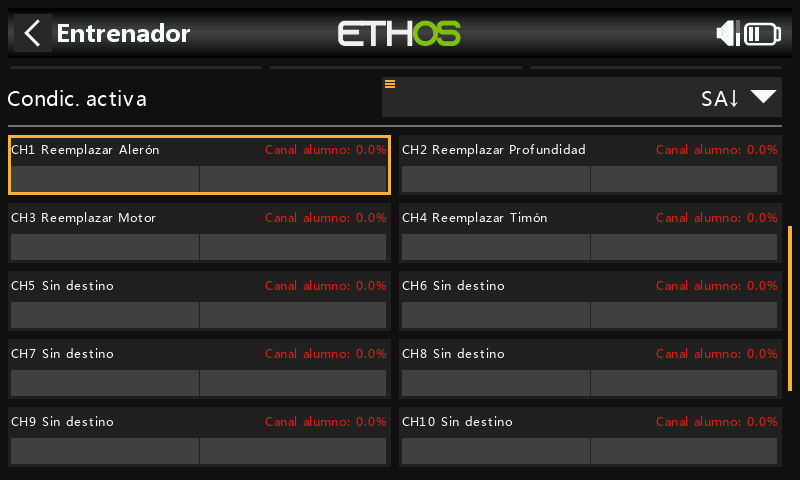 Entrenador
ETHOS
Condic. activa
SA↓
CH1 Reemplazar Alerón Canal alumno: 0.0%
CH2 Reemplazar Profundidad Canal alumno: 0.0%
CH3 Reemplazar Motor Canal alumno: 0.0%
CH4 Reemplazar Timón Canal alumno: 0.0%
CH5 Sin destino Canal alumno: 0.0%
CH6 Sin destino Canal alumno: 0.0%
CH7 Sin destino Canal alumno: 0.0%
CH8 Sin destino Canal alumno: 0.0%
CH9 Sin destino Canal alumno: 0.0%
CH10 Sin destino Canal alumno: 0.0%